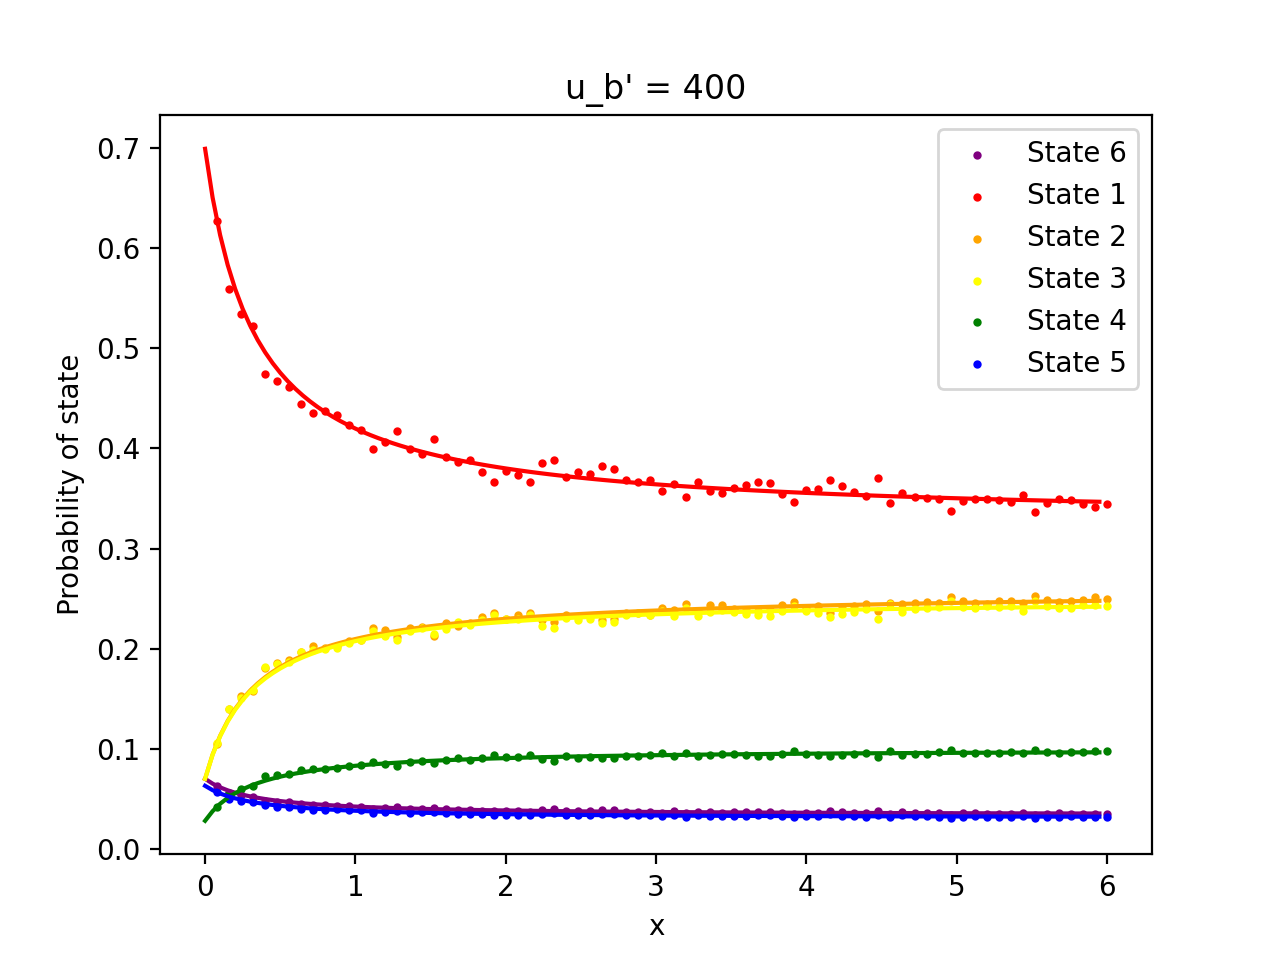 u_b' = 400
State 6
State 1
State 2
State 3
State 4
State 5
Probability of state
0.7
0.6
0.5
0.4
0.3
0.2
0.1
0.0
0 1 2 3 4 5 6
x